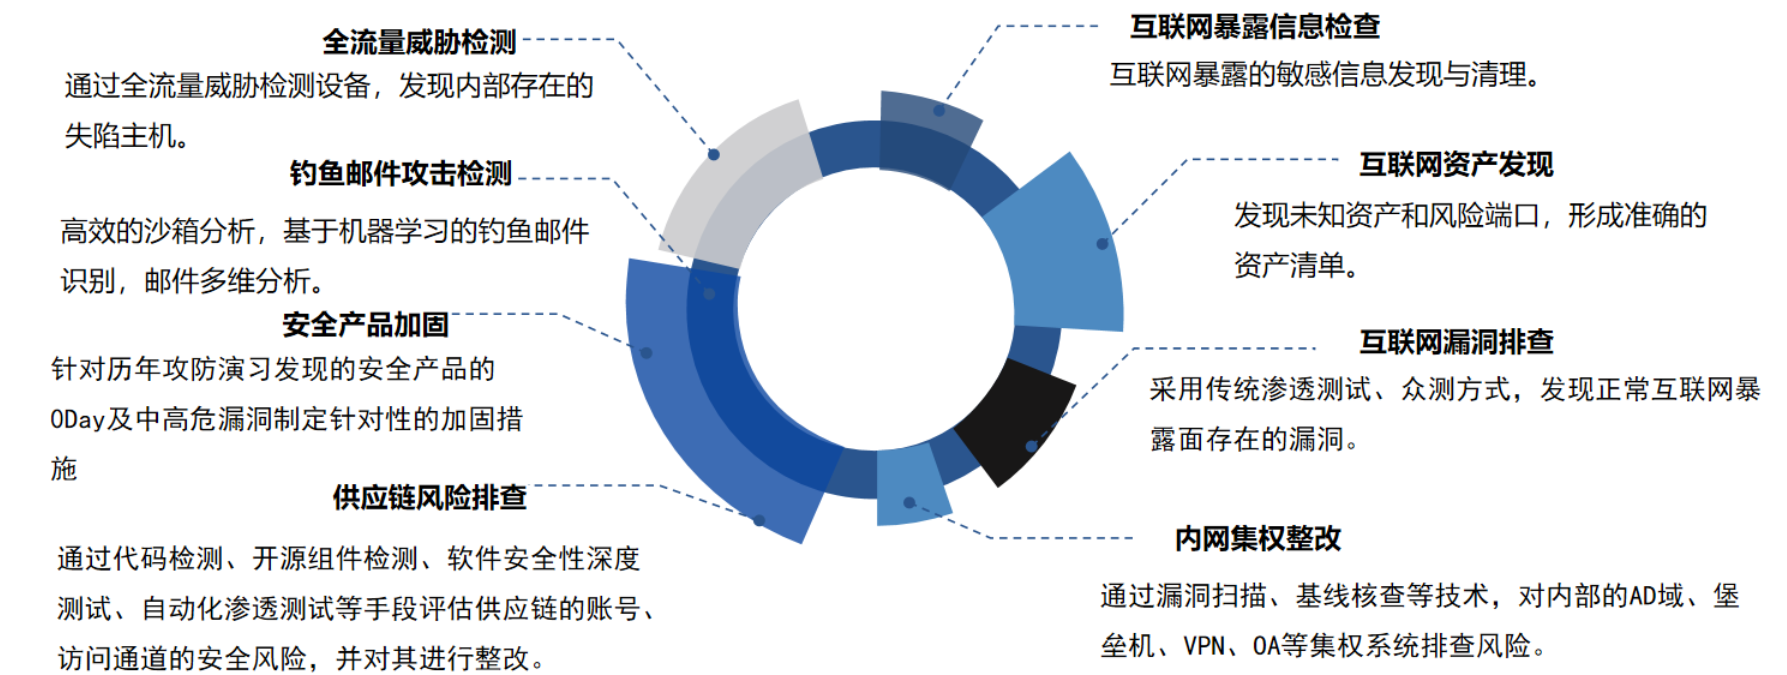 全流量威胁检测
通过全流量威胁检测设备，发现内部存在的
失陷主机。
钓鱼邮件攻击检测
高效的沙箱分析，基于机器学习的钓鱼邮件
识别，邮件多维分析。
安全产品加固
针对历年攻防演习发现的安全产品的
0Day及中高危漏洞制定针对性的加固措
施
供应链风险排查
通过代码检测、开源组件检测、软件安全性深度
测试、自动化渗透测试等手段评估供应链的账号、
访问通道的安全风险，并对其进行整改。
互联网暴露信息检查
互联网暴露的敏感信息发现与清理。
互联网资产发现
发现未知资产和风险端口，形成准确的
资产清单。
互联网漏洞排查
采用传统渗透测试、众测方式，发现正常互联网暴
露面存在的漏洞。
内网集权整改
通过漏洞扫描、基线核查等技术，对内部的AD域、堡
垒机、VPN、OA等集权系统排查风险。